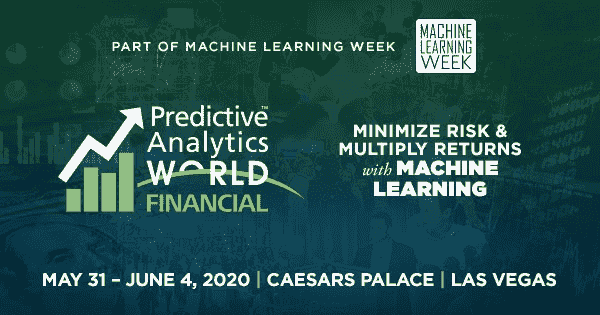 PART OF MACHINE LEARNING WEEK
MACHINE
LEARNING
WEEK
Predictive™
Analytics
WORLD
FINANCIAL
MINIMIZE RISK &
MULTIPLY RETURNS
with MACHINE
LEARNING
MAY 31 – JUNE 4, 2020 | CAESARS PALACE | LAS VEGAS